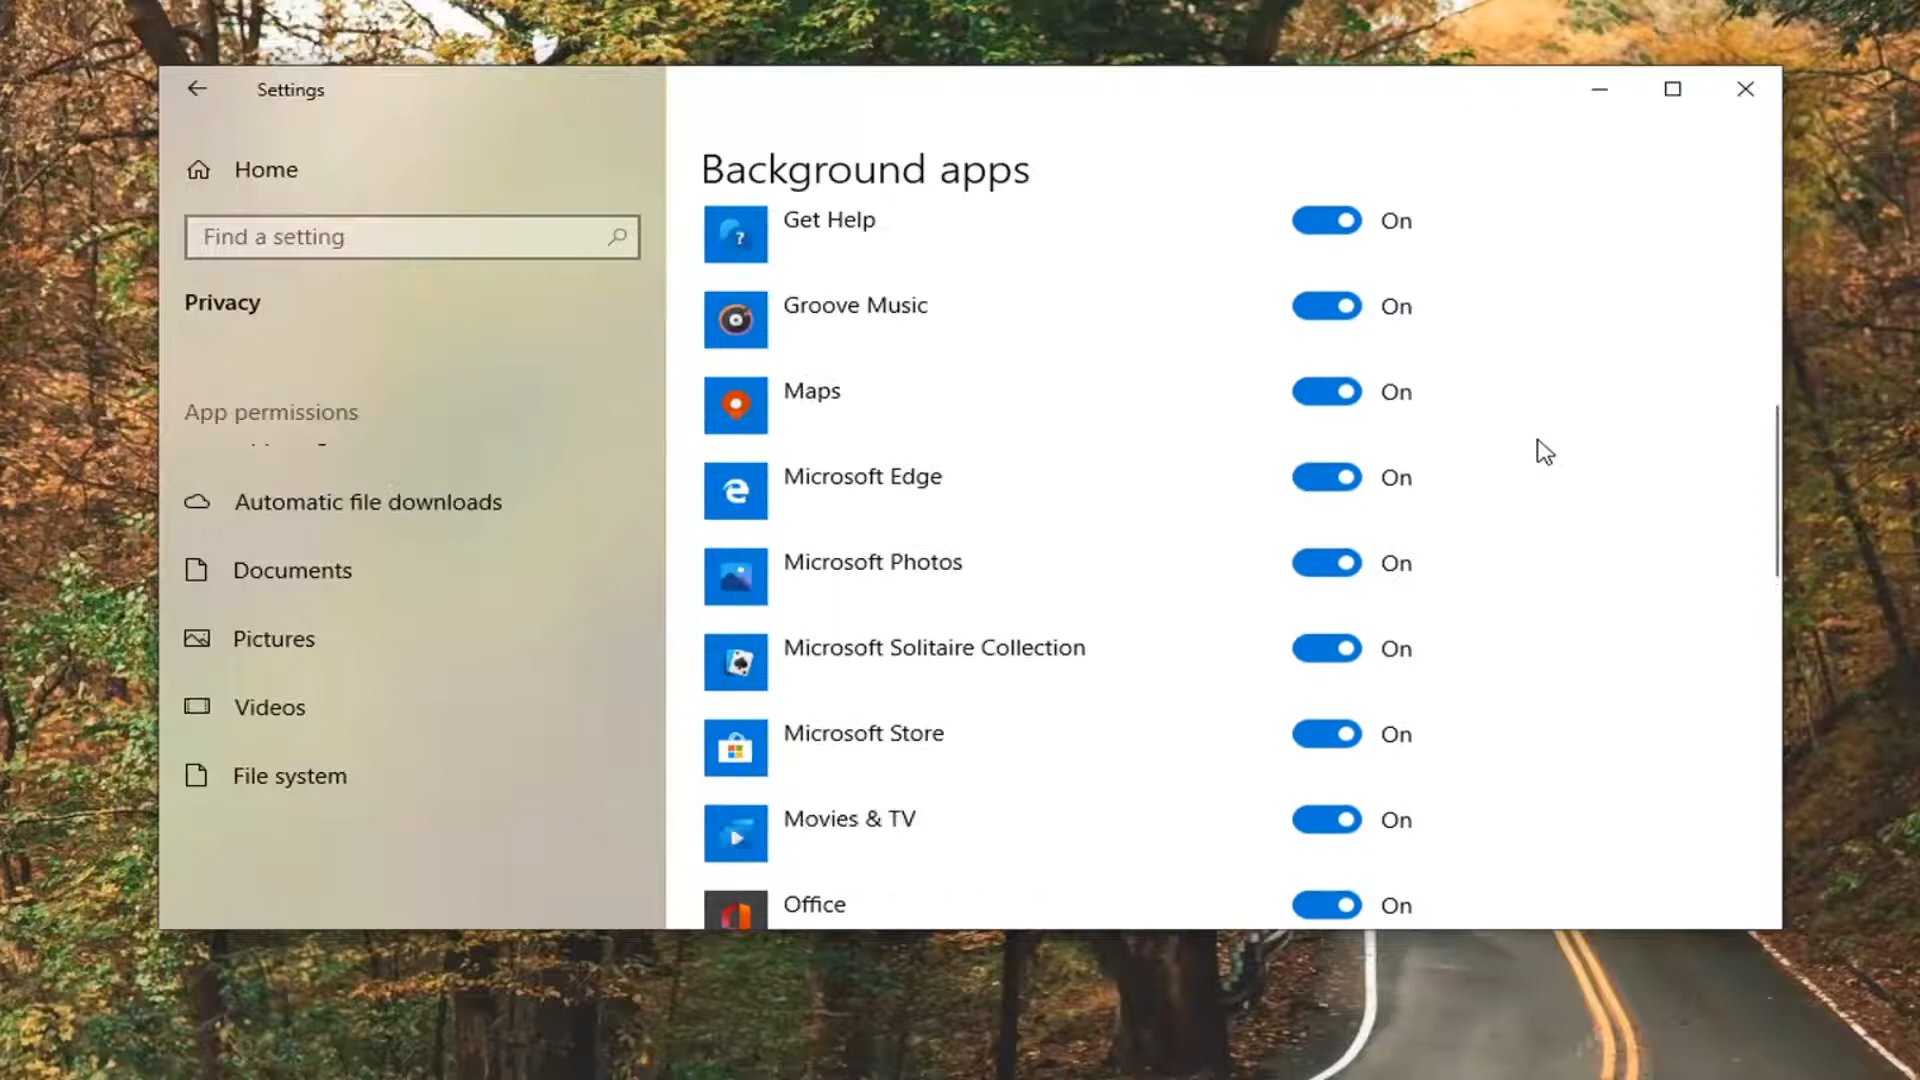 Settings
Home
Find a setting
Privacy
App permissions
Automatic file downloads
Documents
Pictures
Videos
File system
Background apps
Get Help On
Groove Music On
Maps On
Microsoft Edge On
Microsoft Photos On
Microsoft Solitaire Collection On
Microsoft Store On
Movies & TV On
Office On